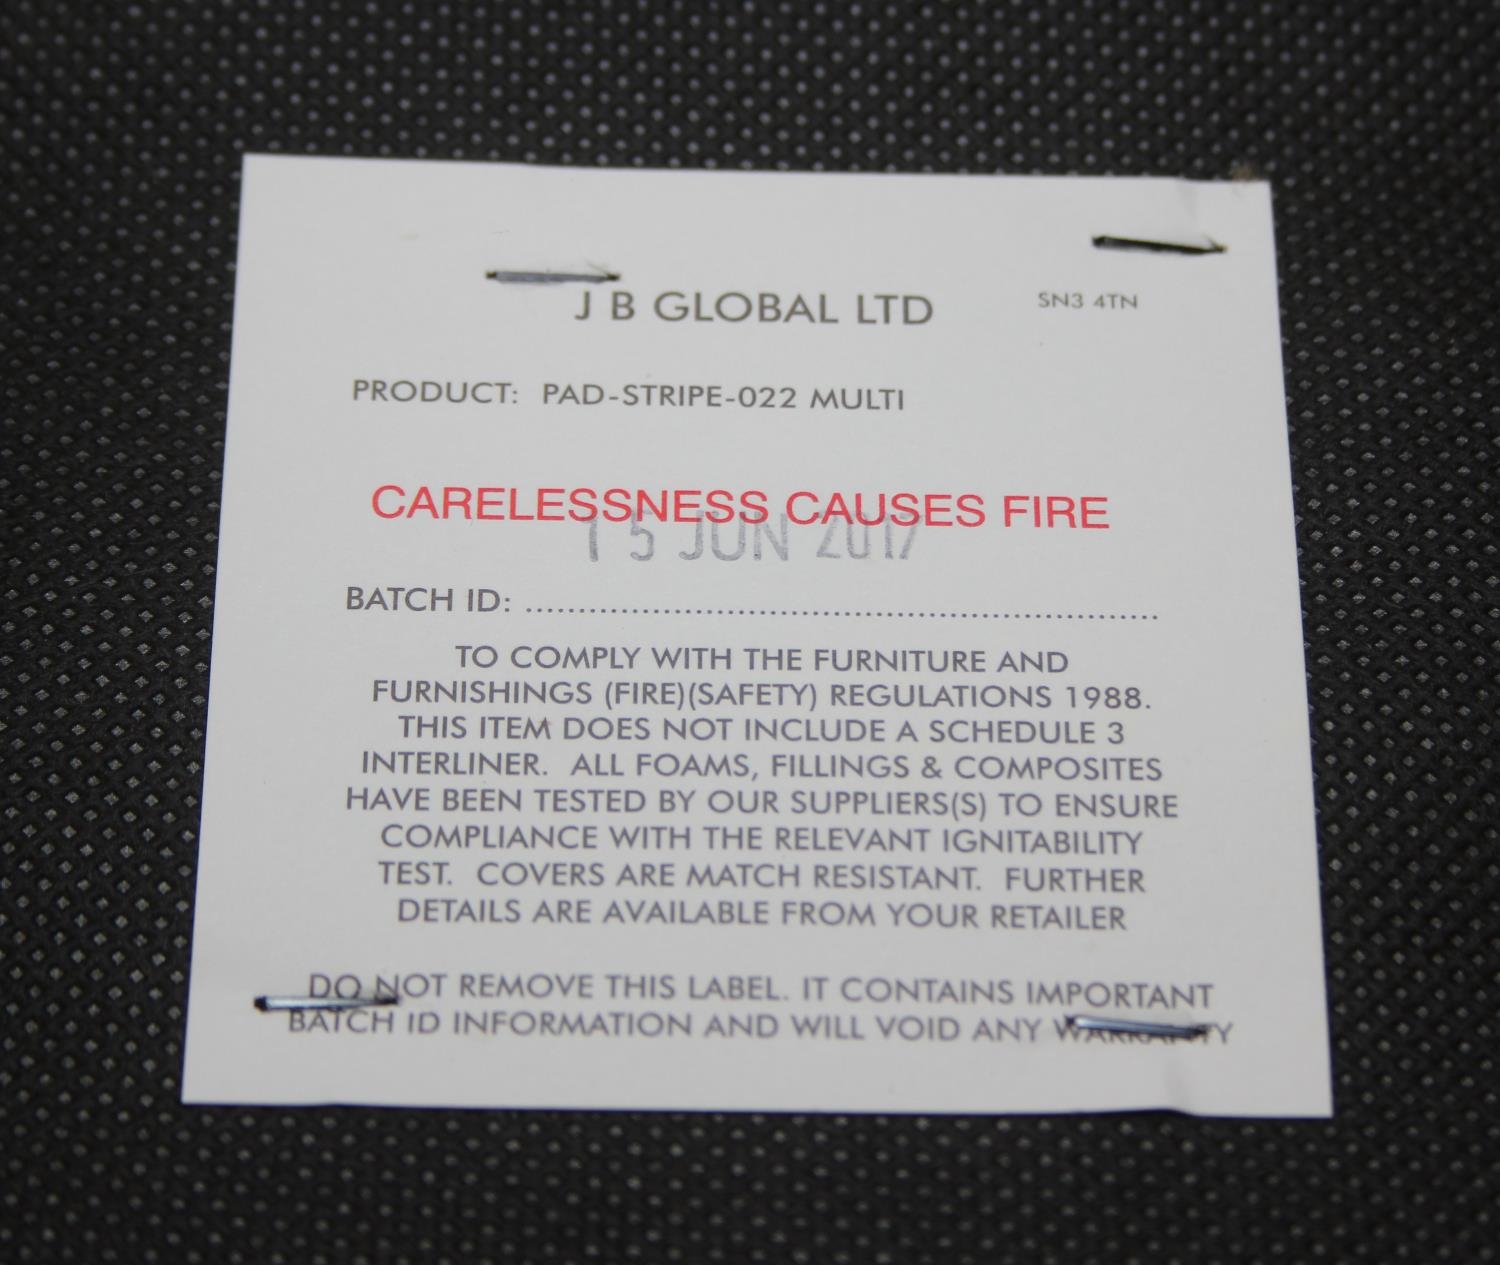 J B GLOBAL LTD SN3 4TN
PRODUCT: PAD-STRIPE-022 MULTI
CARELESSNESS CAUSES FIRE
15 JUN 2017
BATCH ID: ............................................................
TO COMPLY WITH THE FURNITURE AND
FURNISHINGS (FIRE)(SAFETY) REGULATIONS 1988.
THIS ITEM DOES NOT INCLUDE A SCHEDULE 3
INTERLINER. ALL FOAMS, FILLINGS & COMPOSITES
HAVE BEEN TESTED BY OUR SUPPLIERS(S) TO ENSURE
COMPLIANCE WITH THE RELEVANT IGNITABILITY
TEST. COVERS ARE MATCH RESISTANT. FURTHER
DETAILS ARE AVAILABLE FROM YOUR RETAILER
DO NOT REMOVE THIS LABEL. IT CONTAINS IMPORTANT
BATCH ID INFORMATION AND WILL VOID ANY WARRANTY